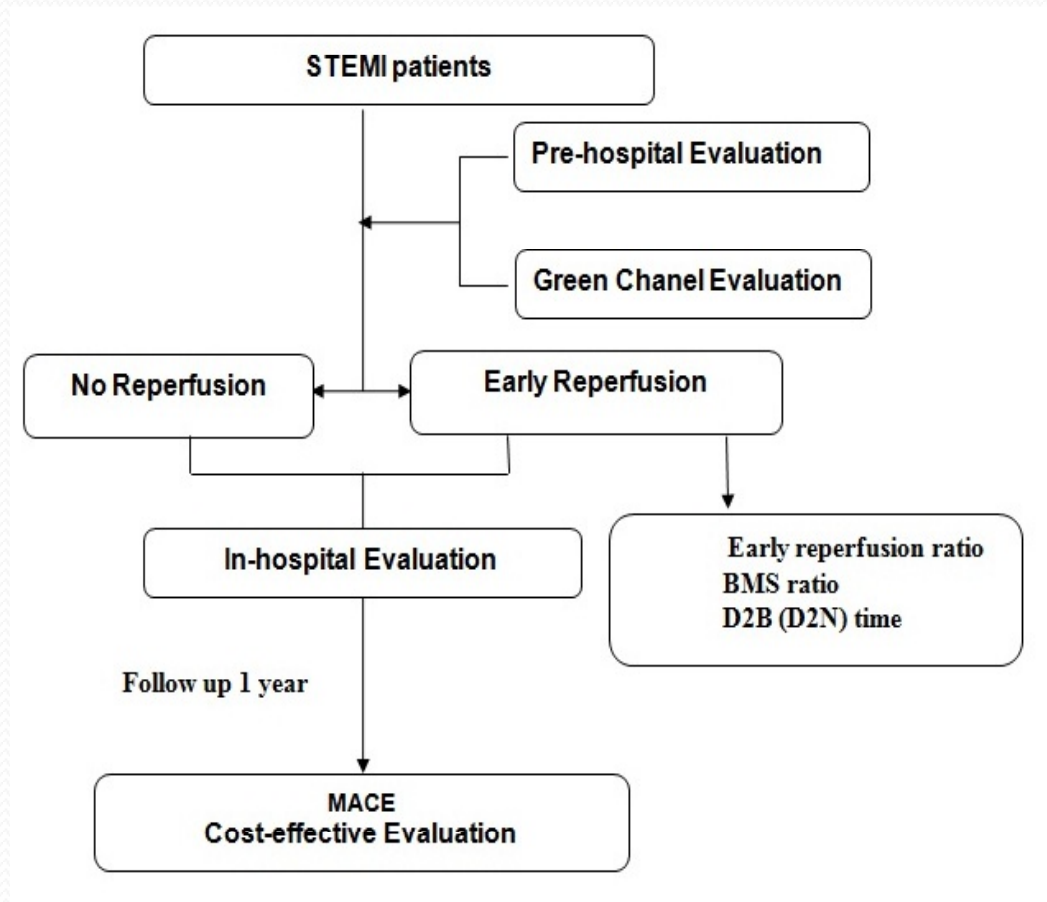 STEMI patients
Pre-hospital Evaluation
Green Chanel Evaluation
No Reperfusion
Early Reperfusion
Early reperfusion ratio
BMS ratio
D2B (D2N) time
In-hospital Evaluation
Follow up 1 year
MACE
Cost-effective Evaluation